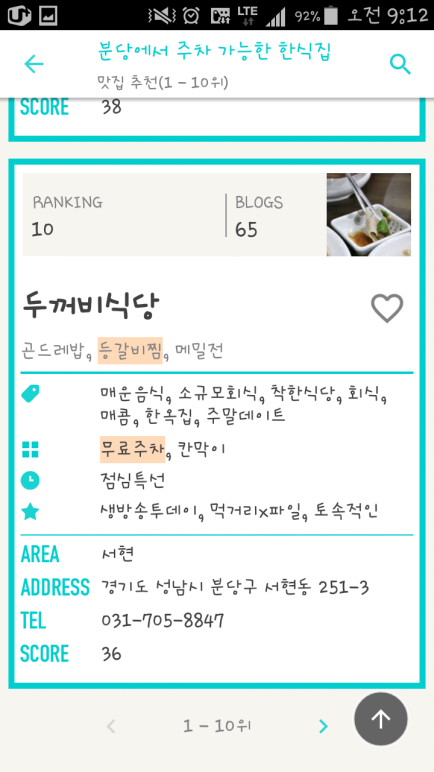 LTE 92% 오전 9:12
분당에서 주차 가능한 한식집
맛집 추천(1 - 10위)
SCORE 38
RANKING BLOGS
10 65
두꺼비식당
곤드레밥, 등갈비찜, 메밀전
매운음식, 소규모회식, 착한식당, 회식,
매콤, 한옥집, 주말데이트
무료주차, 칸막이
점심특선
생방송투데이, 먹거리x파일, 토속적인
AREA 서현
ADDRESS 경기도 성남시 분당구 서현동 251-3
TEL 031-705-8847
SCORE 36
1 - 10위